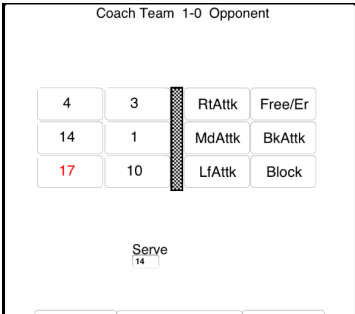 Coach Team 1-0 Opponent
4 3 RtAttk Free/Er
14 1 MdAttk BkAttk
17 10 LfAttk Block
Serve
14